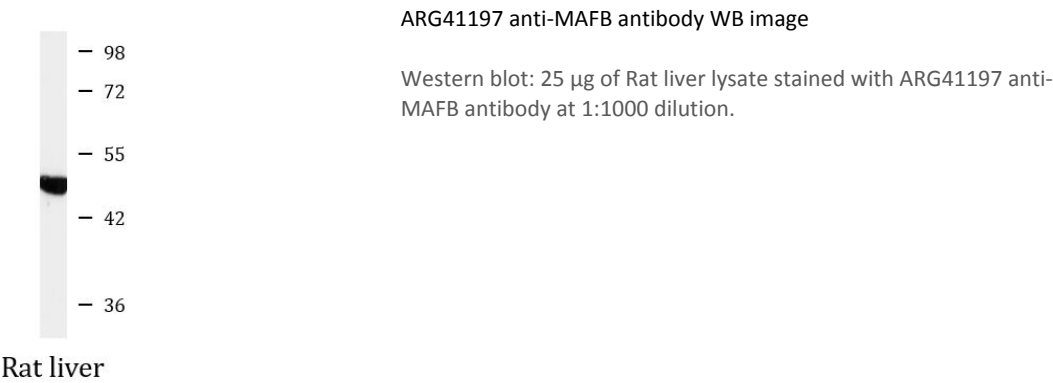 ARG41197 anti-MAFB antibody WB image
Western blot: 25 µg of Rat liver lysate stained with ARG41197 anti-
MAFB antibody at 1:1000 dilution.
98
72
55
42
36
Rat liver